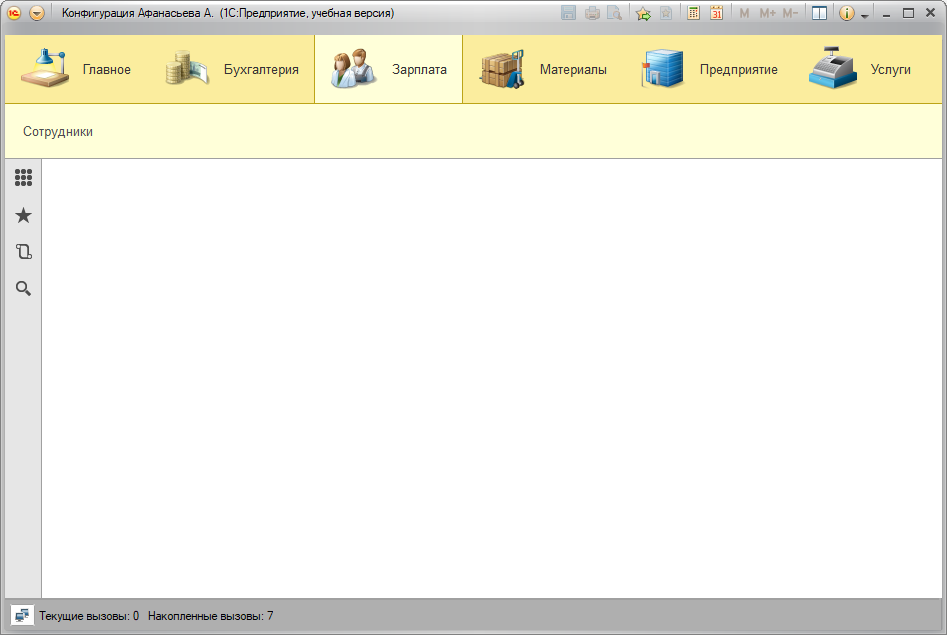 Конфигурация Афанасьева А. (1С:Предприятие, учебная версия)
31 M M+ M-
Главное Бухгалтерия Зарплата Материалы Предприятие Услуги
Сотрудники
Текущие вызовы: 0 Накопленные вызовы: 7